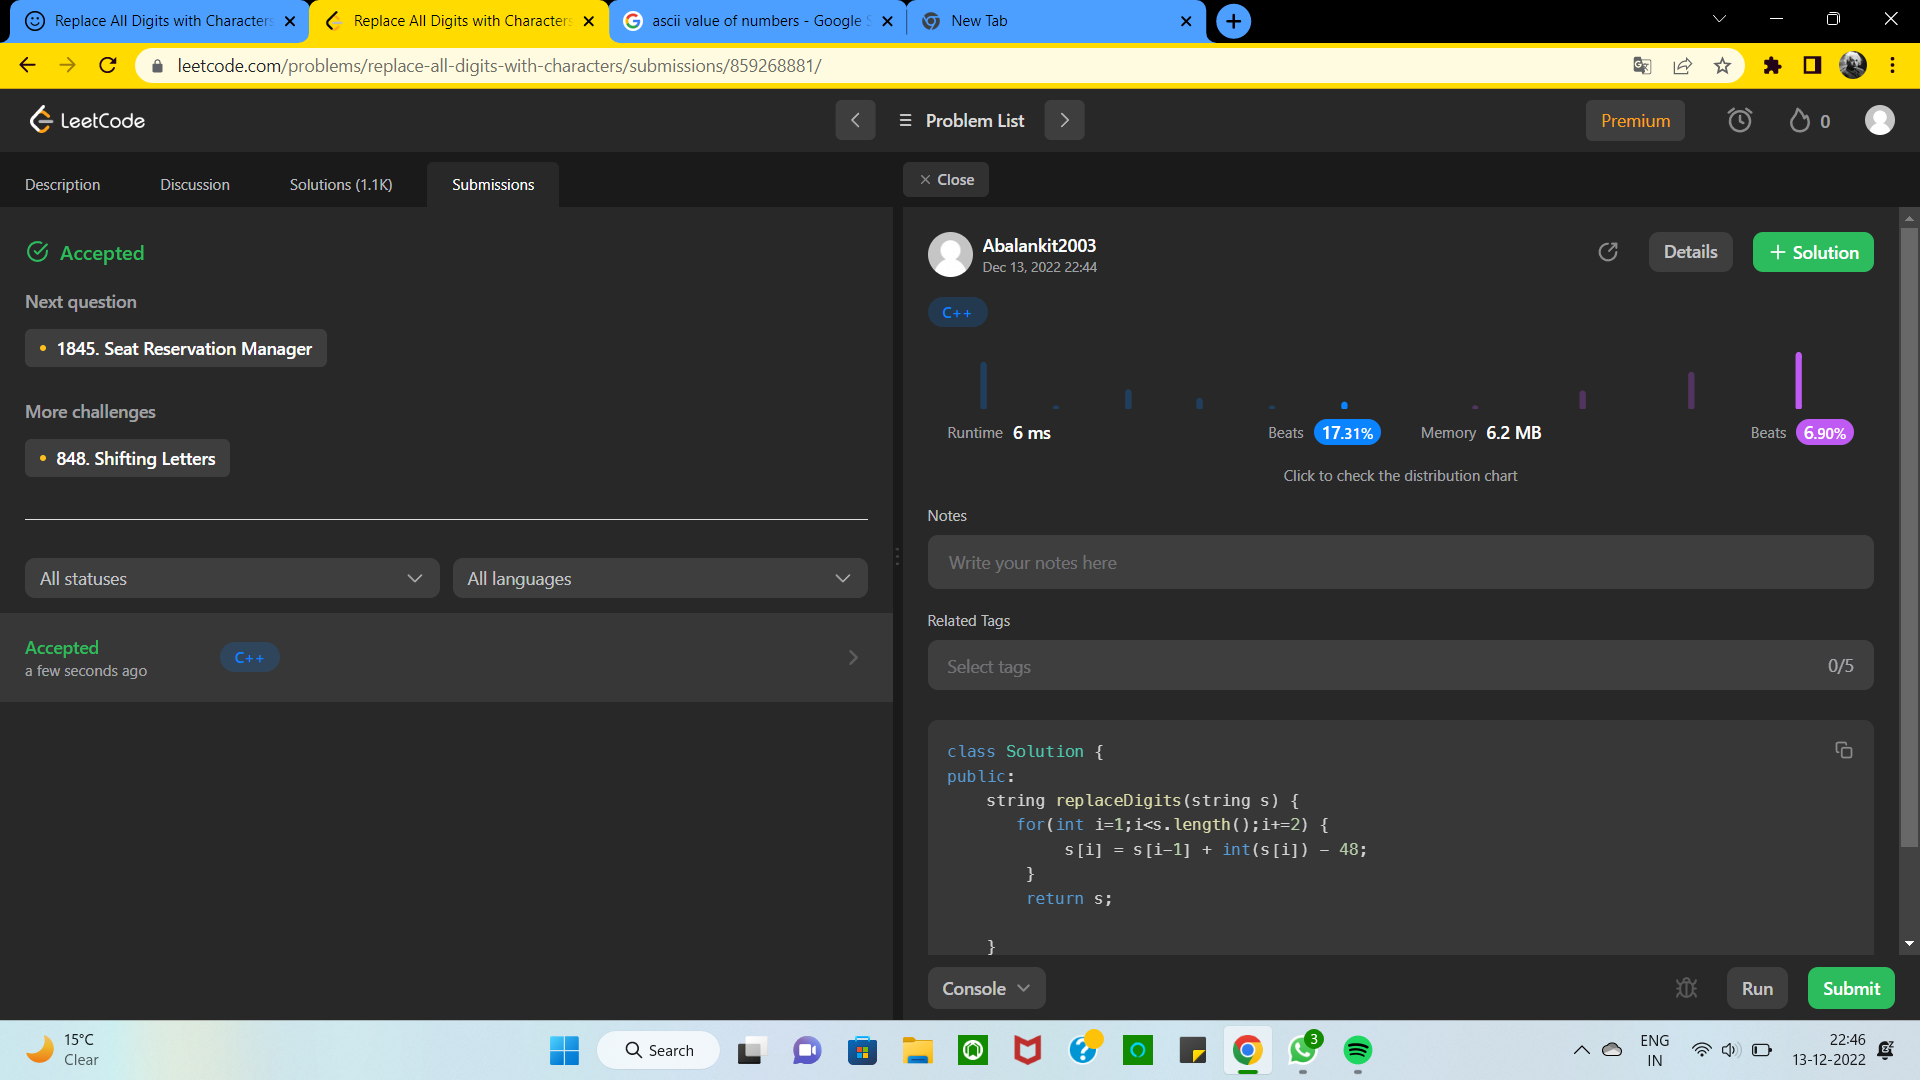 Replace All Digits with Characters
Replace All Digits with Characters
ascii value of numbers - Google S
New Tab
leetcode.com/problems/replace-all-digits-with-characters/submissions/859268881/
LeetCode
Problem List
Premium
0
Description
Discussion
Solutions (1.1K)
Submissions
Close
Accepted
Next question
1845. Seat Reservation Manager
More challenges
848. Shifting Letters
All statuses
All languages
Accepted
a few seconds ago
C++
Abalankit2003
Dec 13, 2022 22:44
Details
+ Solution
C++
Runtime 6 ms
Beats 17.31%
Memory 6.2 MB
Beats 6.90%
Click to check the distribution chart
Notes
Write your notes here
Related Tags
Select tags
0/5
class Solution {
public:
    string replaceDigits(string s) {
       for(int i=1;i<s.length();i+=2) {
            s[i] = s[i-1] + int(s[i]) - 48;
        }
        return s;
    }
Console
Run
Submit
15°C
Clear
Search
3
ENG
IN
22:46
13-12-2022